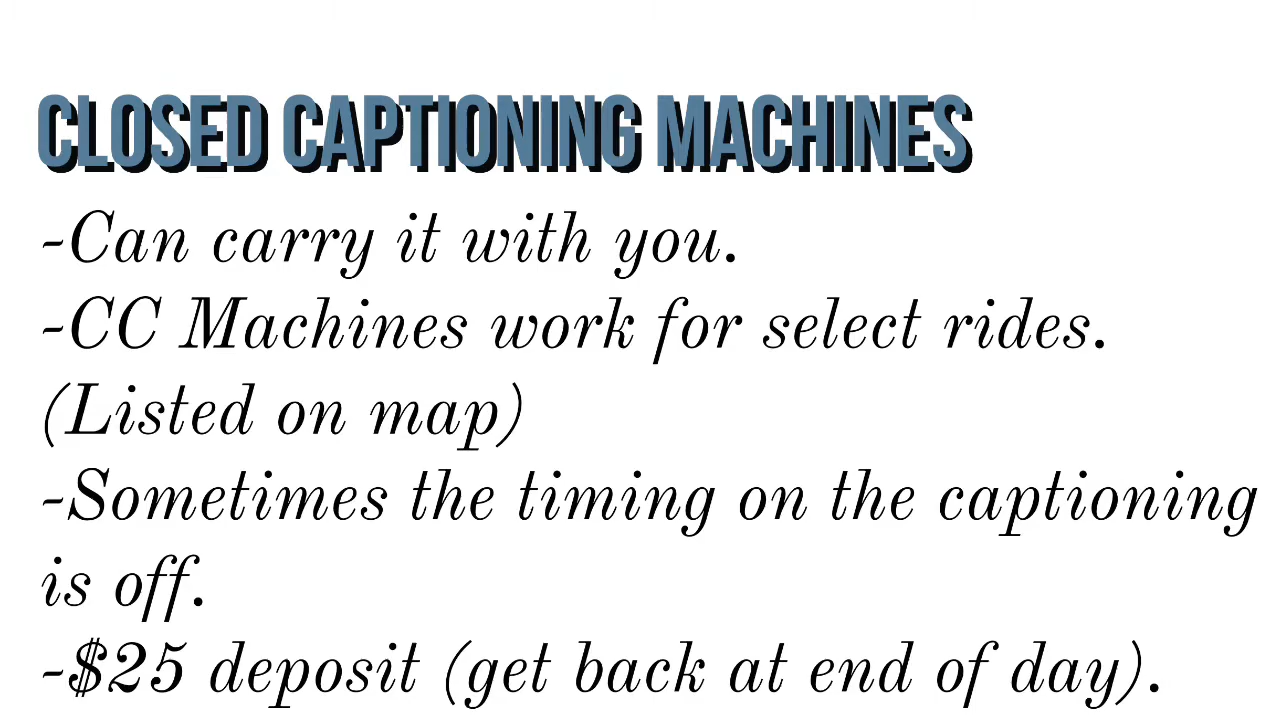 CLOSED CAPTIONING MACHINES
-Can carry it with you.
-CC Machines work for select rides.
(Listed on map)
-Sometimes the timing on the captioning
is off.
-$25 deposit (get back at end of day).